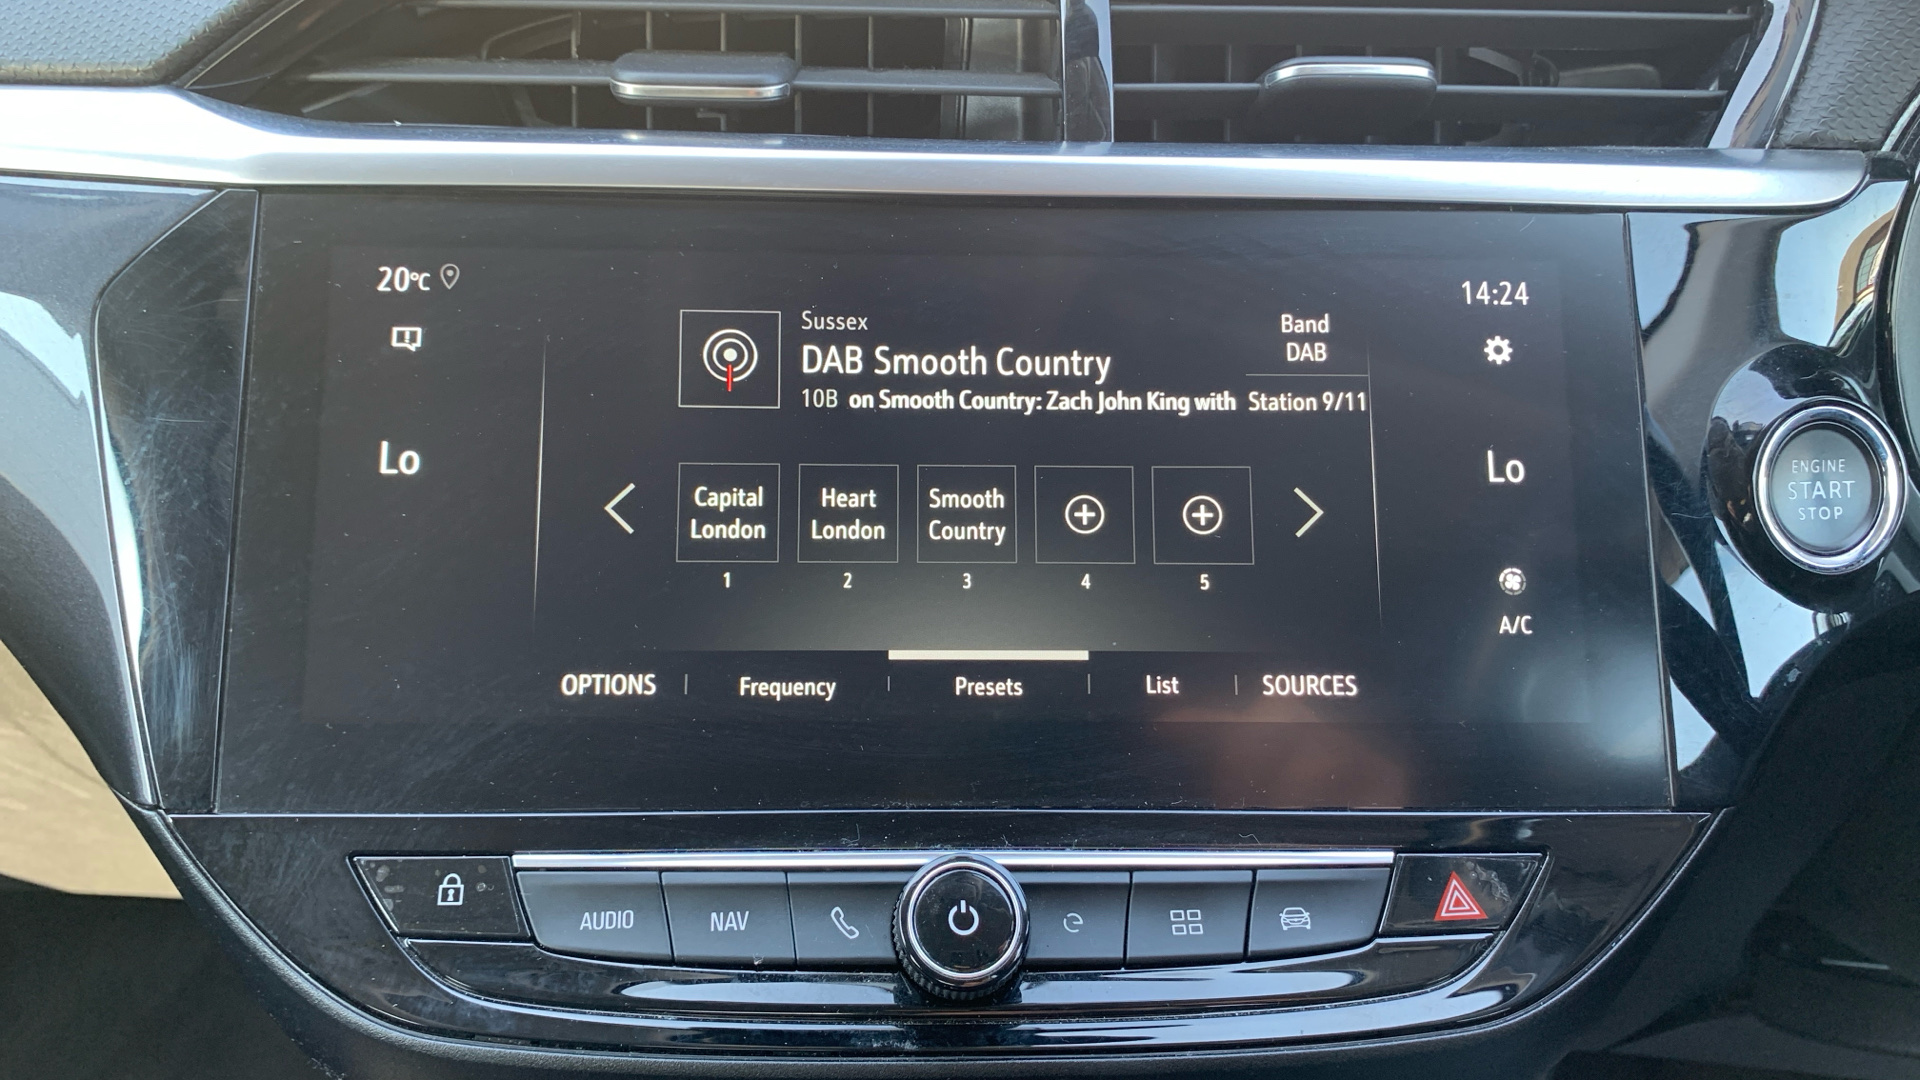 20°C
14:24
Sussex
DAB Smooth Country
10B on Smooth Country: Zach John King with
Band
DAB
Station 9/11
Lo
Lo
Capital
London
1
Heart
London
2
Smooth
Country
3
4
5
A/C
OPTIONS
Frequency
Presets
List
SOURCES
ENGINE
START
STOP
AUDIO
NAV